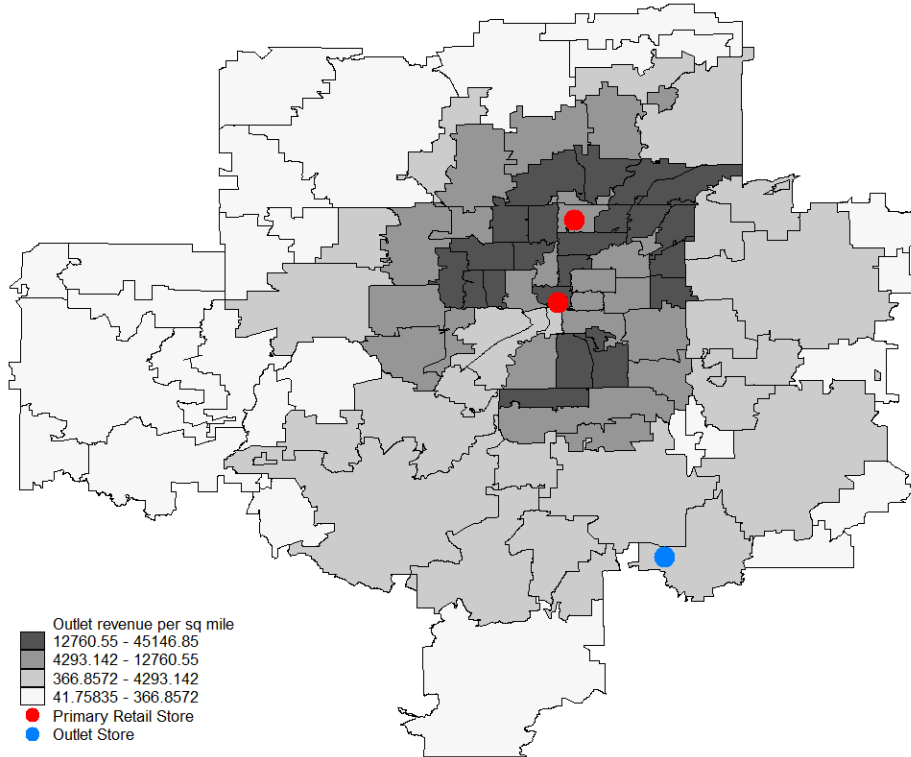 Outlet revenue per sq mile
12760.55 - 45146.85
4293.142 - 12760.55
366.8572 - 4293.142
41.75835 - 366.8572
Primary Retail Store
Outlet Store